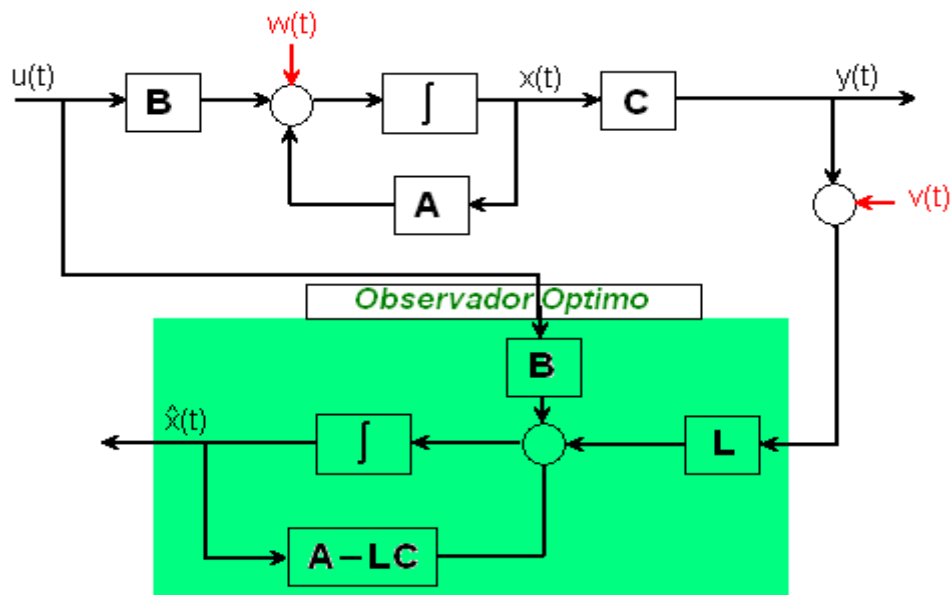 w(t)
u(t)
x(t)
y(t)
B
∫
C
A
v(t)
Observador Optimo
B
x̂(t)
∫
L
A-LC